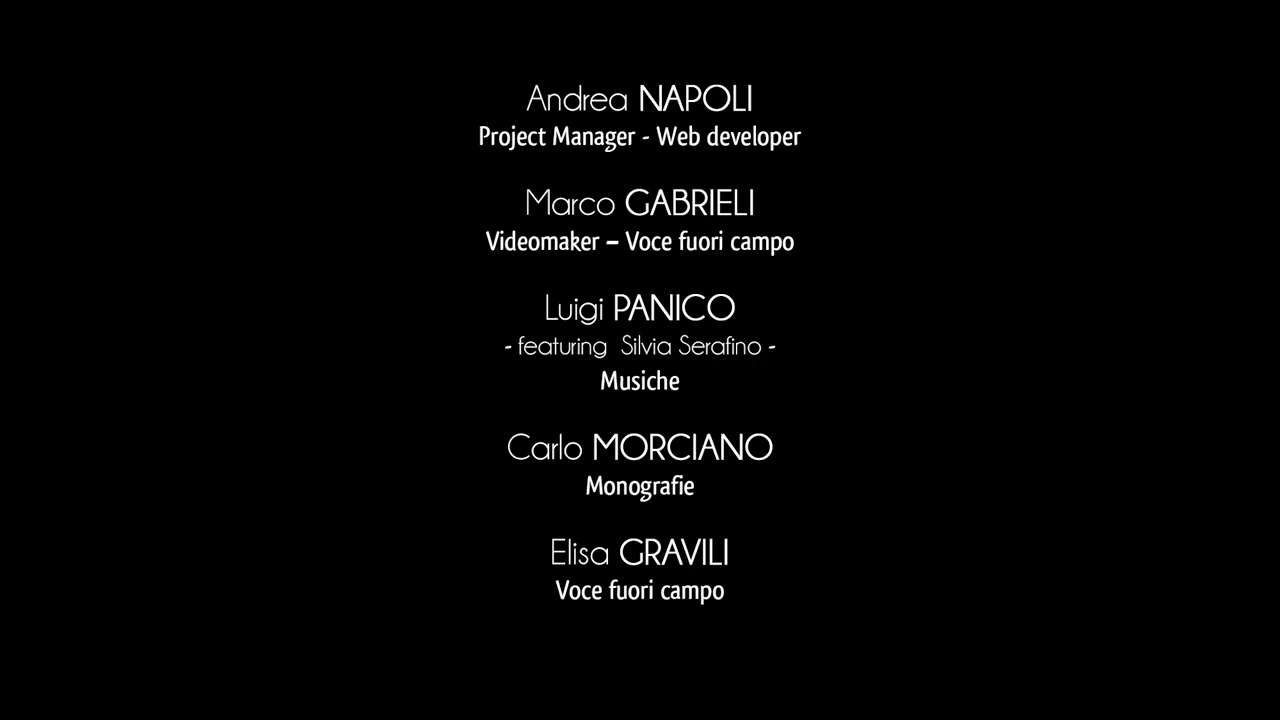 Andrea NAPOLI
Project Manager - Web developer
Marco GABRIELI
Videomaker – Voce fuori campo
Luigi PANICO
- featuring Silvia Serafino -
Musiche
Carlo MORCIANO
Monografie
Elisa GRAVILI
Voce fuori campo